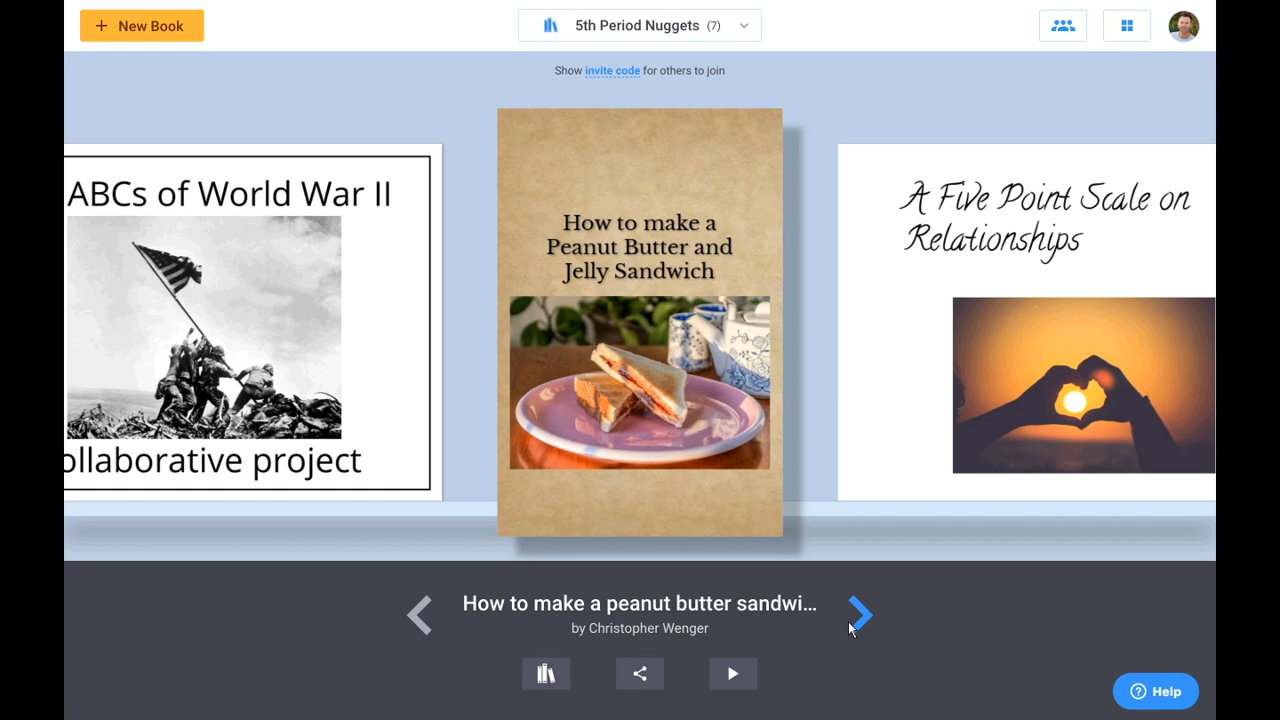 + New Book
5th Period Nuggets (7)
Show invite code for others to join
ABCs of World War II
ollaborative project
How to make a
Peanut Butter and
Jelly Sandwich
A Five Point Scale on
Relationships
How to make a peanut butter sandwi...
by Christopher Wenger
? Help